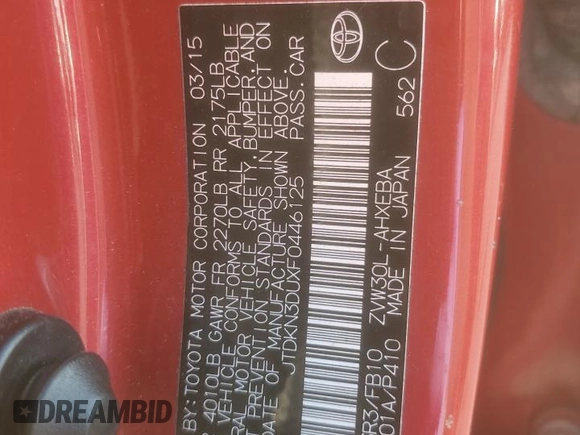 BY: TOYOTA MOTOR CORPORATION 03/15
4010LB GAWR FR 2270LB RR 2175LB
VEHICLE CONFORMS TO ALL APPLICABLE
MOTOR VEHICLE SAFETY, BUMPER, AND
PREVENTION STANDARDS IN EFFECT ON
DATE OF MANUFACTURE SHOWN ABOVE.
JTDKN3DUXF0446125 PASS. CAR
R3/FB10 ZVW30L-AHXEBA
OTA/P410 MADE IN JAPAN 562 C
DREAMBID